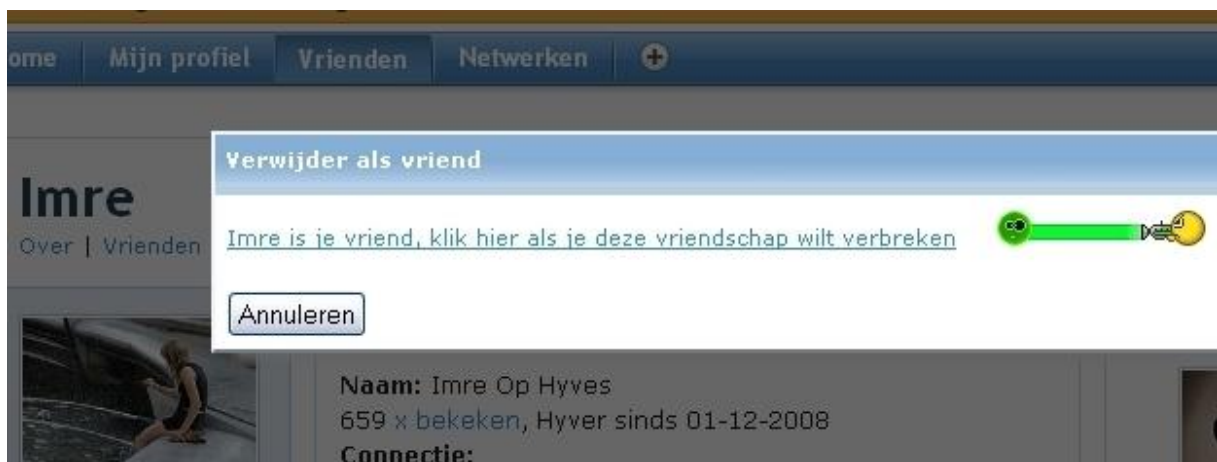 ome Mijn profiel Vrienden Netwerken
Verwijder als vriend
Imre
Over | Vrienden
Imre is je vriend, klik hier als je deze vriendschap wilt verbreken
Annuleren
Naam: Imre Op Hyves
659 x bekeken, Hyver sinds 01-12-2008
Connectie: